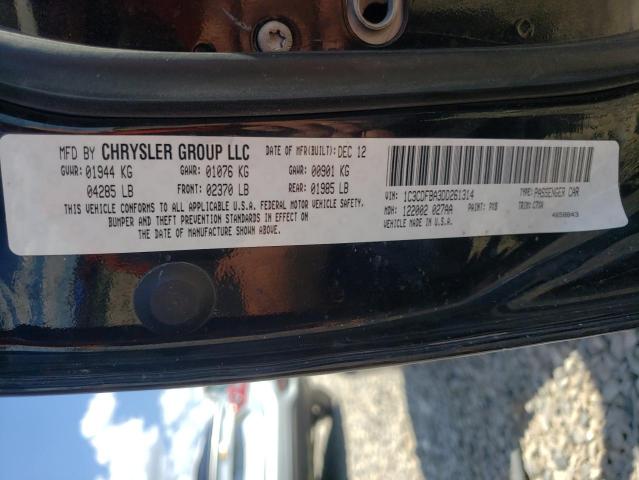 MFD BY CHRYSLER GROUP LLC DATE OF MFR(BUILT): DEC 12
GVWR: 01944 KG GAWR: 01076 KG GAWR: 00901 KG
04285 LB FRONT: 02370 LB REAR: 01985 LB
THIS VEHICLE CONFORMS TO ALL APPLICABLE U.S.A. FEDERAL MOTOR VEHICLE SAFETY,
BUMPER AND THEFT PREVENTION STANDARDS IN EFFECT ON
THE DATE OF MANUFACTURE SHOWN ABOVE.
VIN: 1C3CDFBA3DD261314 TYPE: PASSENGER CAR
MDH: 122002 027AA PAINT: PX8 TRIM:
VEHICLE MADE IN U.S.A. 4658843